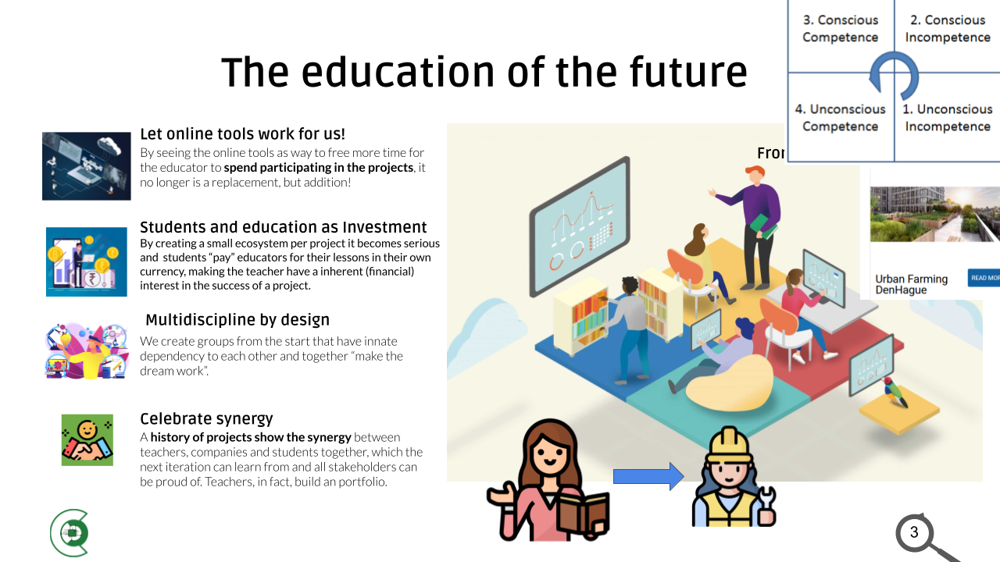 The education of the future
3. Conscious
Competence
2. Conscious
Incompetence
4. Unconscious
Competence
1. Unconscious
Incompetence
Let online tools work for us!
By seeing the online tools as way to free more time for
the educator to spend participating in the projects, it
no longer is a replacement, but addition!
Students and education as Investment
By creating a small ecosystem per project it becomes serious
and students “pay” educators for their lessons in their own
currency, making the teacher have a inherent (financial)
interest in the success of a project.
Multidiscipline by design
We create groups from the start that have innate
dependency to each other and together “make the
dream work”.
Celebrate synergy
A history of projects show the synergy between
teachers, companies and students together, which the
next iteration can learn from and all stakeholders can
be proud of. Teachers, in fact, build an portfolio.
Urban Farming
DenHague
READ
3